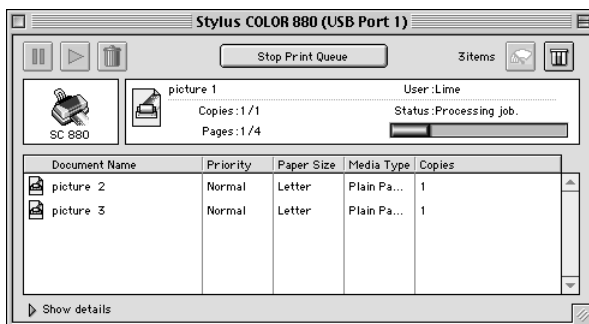 Stylus COLOR 880 (USB Port 1)
Stop Print Queue
3items
SC 880
picture 1
User:Lime
Copies:1/1
Status:Processing job.
Pages:1/4
Document Name Priority Paper Size Media Type Copies
picture 2 Normal Letter Plain Pa... 1
picture 3 Normal Letter Plain Pa... 1
Show details